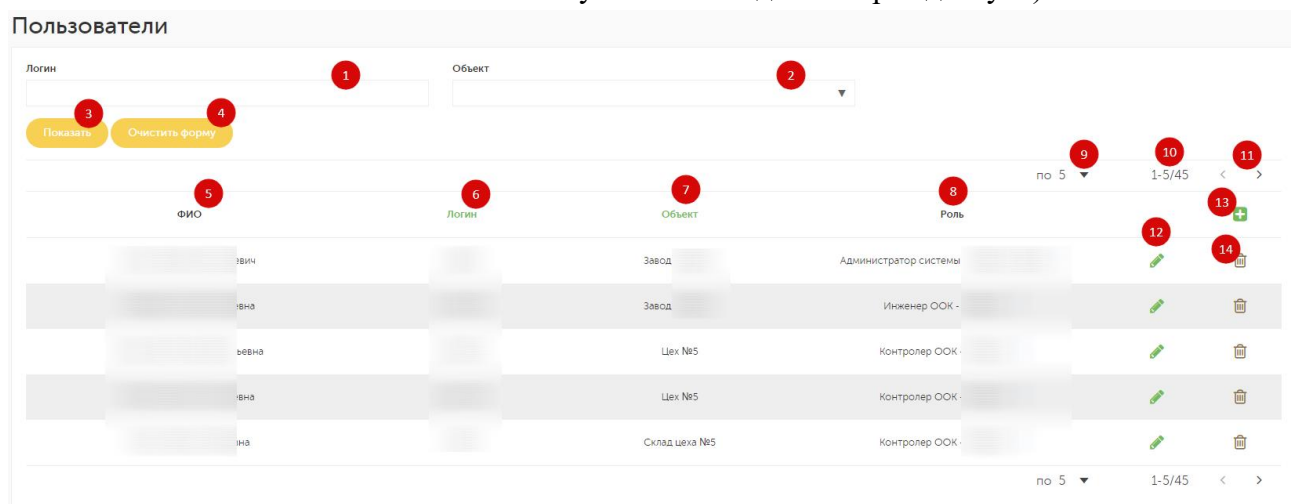 Пользователи
Логин 1 Объект 2
3 4
Показать Очистить форму
9 10 11
по 5 1-5/45 < >
5 6 7 8 13
ФИО Логин Объект Роль
12 14
евич Завод Администратор системы
евна Завод Инженер ООК -
ьевна Цех №5 Контролер ООК -
вна Цех №5 Контролер ООК -
на Склад цеха №5 Контролер ООК -
по 5 1-5/45 < >